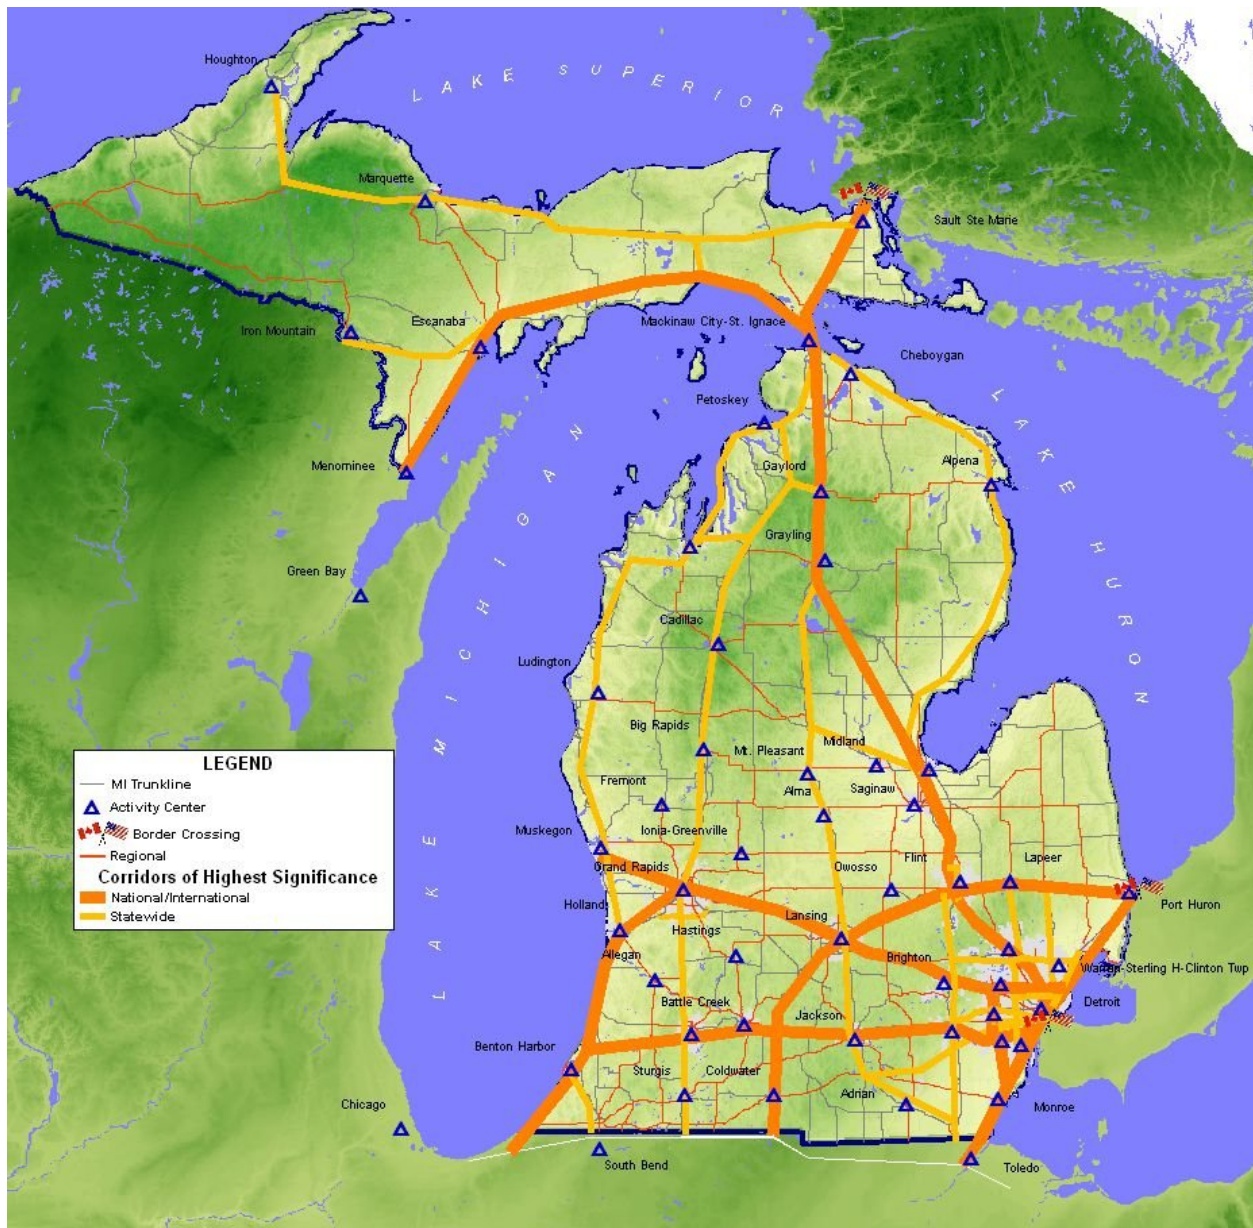 Houghton
LAKE SUPERIOR
Marquette
Sault Ste Marie
Iron Mountain
Escanaba
Mackinaw City-St. Ignace
Cheboygan
Petoskey
LAKE HURON
Menominee
Gaylord
Alpena
LAKE MICHIGAN
Grayling
Green Bay
Cadillac
Ludington
Big Rapids
Mt. Pleasant
Midland
Fremont
Alma
Saginaw
Muskegon
Ionia-Greenville
Grand Rapids
Owosso
Flint
Lapeer
Holland
Port Huron
Hastings
Lansing
Allegan
Brighton
Warren-Sterling H-Clinton Twp
Battle Creek
Jackson
Detroit
Benton Harbor
Sturgis
Coldwater
Adrian
Monroe
Chicago
South Bend
Toledo
LEGEND
MI Trunkline
Activity Center
Border Crossing
Regional
Corridors of Highest Significance
National/International
Statewide